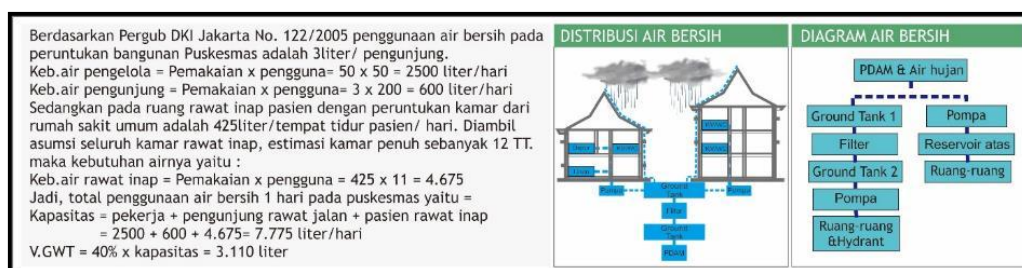 Berdasarkan Pergub DKI Jakarta No. 122/2005 penggunaan air bersih pada
peruntukan bangunan Puskesmas adalah 3liter/ pengunjung.
Keb.air pengelola = Pemakaian x pengguna= 50 x 50 = 2500 liter/hari
Keb.air pengunjung = Pemakaian x pengguna= 3 x 200 = 600 liter/hari
Sedangkan pada ruang rawat inap pasien dengan peruntukan kamar dari
rumah sakit umum adalah 425liter/tempat tidur pasien/ hari. Diambil
asumsi seluruh kamar rawat inap, estimasi kamar penuh sebanyak 12 TT.
maka kebutuhan airnya yaitu :
Keb.air rawat inap = Pemakaian x pengguna = 425 x 11 = 4.675
Jadi, total penggunaan air bersih 1 hari pada puskesmas yaitu =
Kapasitas = pekerja + pengunjung rawat jalan + pasien rawat inap
= 2500 + 600 + 4.675= 7.775 liter/hari
V.GWT = 40% x kapasitas = 3.110 liter
DISTRIBUSI AIR BERSIH
Pompa
Ground
Tank
Pompa
Filter
Ground
Tank
PDAM
DIAGRAM AIR BERSIH
PDAM & Air hujan
Ground Tank 1
Filter
Ground Tank 2
Pompa
Ruang-ruang
&Hydrant
Pompa
Reservoir atas
Ruang-ruang